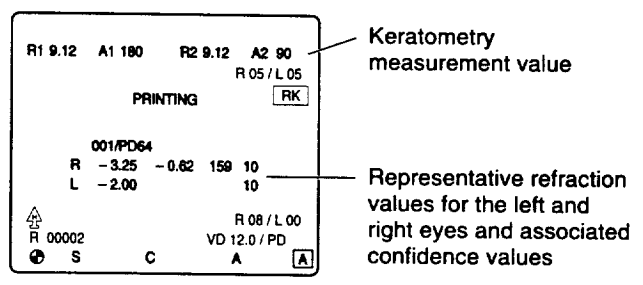 R1 9.12 A1 180 R2 9.12 A2 90
R 05 / L 05
PRINTING
RK
001/PD64
R -3.25 -0.62 159 10
L -2.00 10
R 08 / L 00
R 00002
VD 12.0 / PD
S C A A
Keratometry
measurement value
Representative refraction
values for the left and
right eyes and associated
confidence values